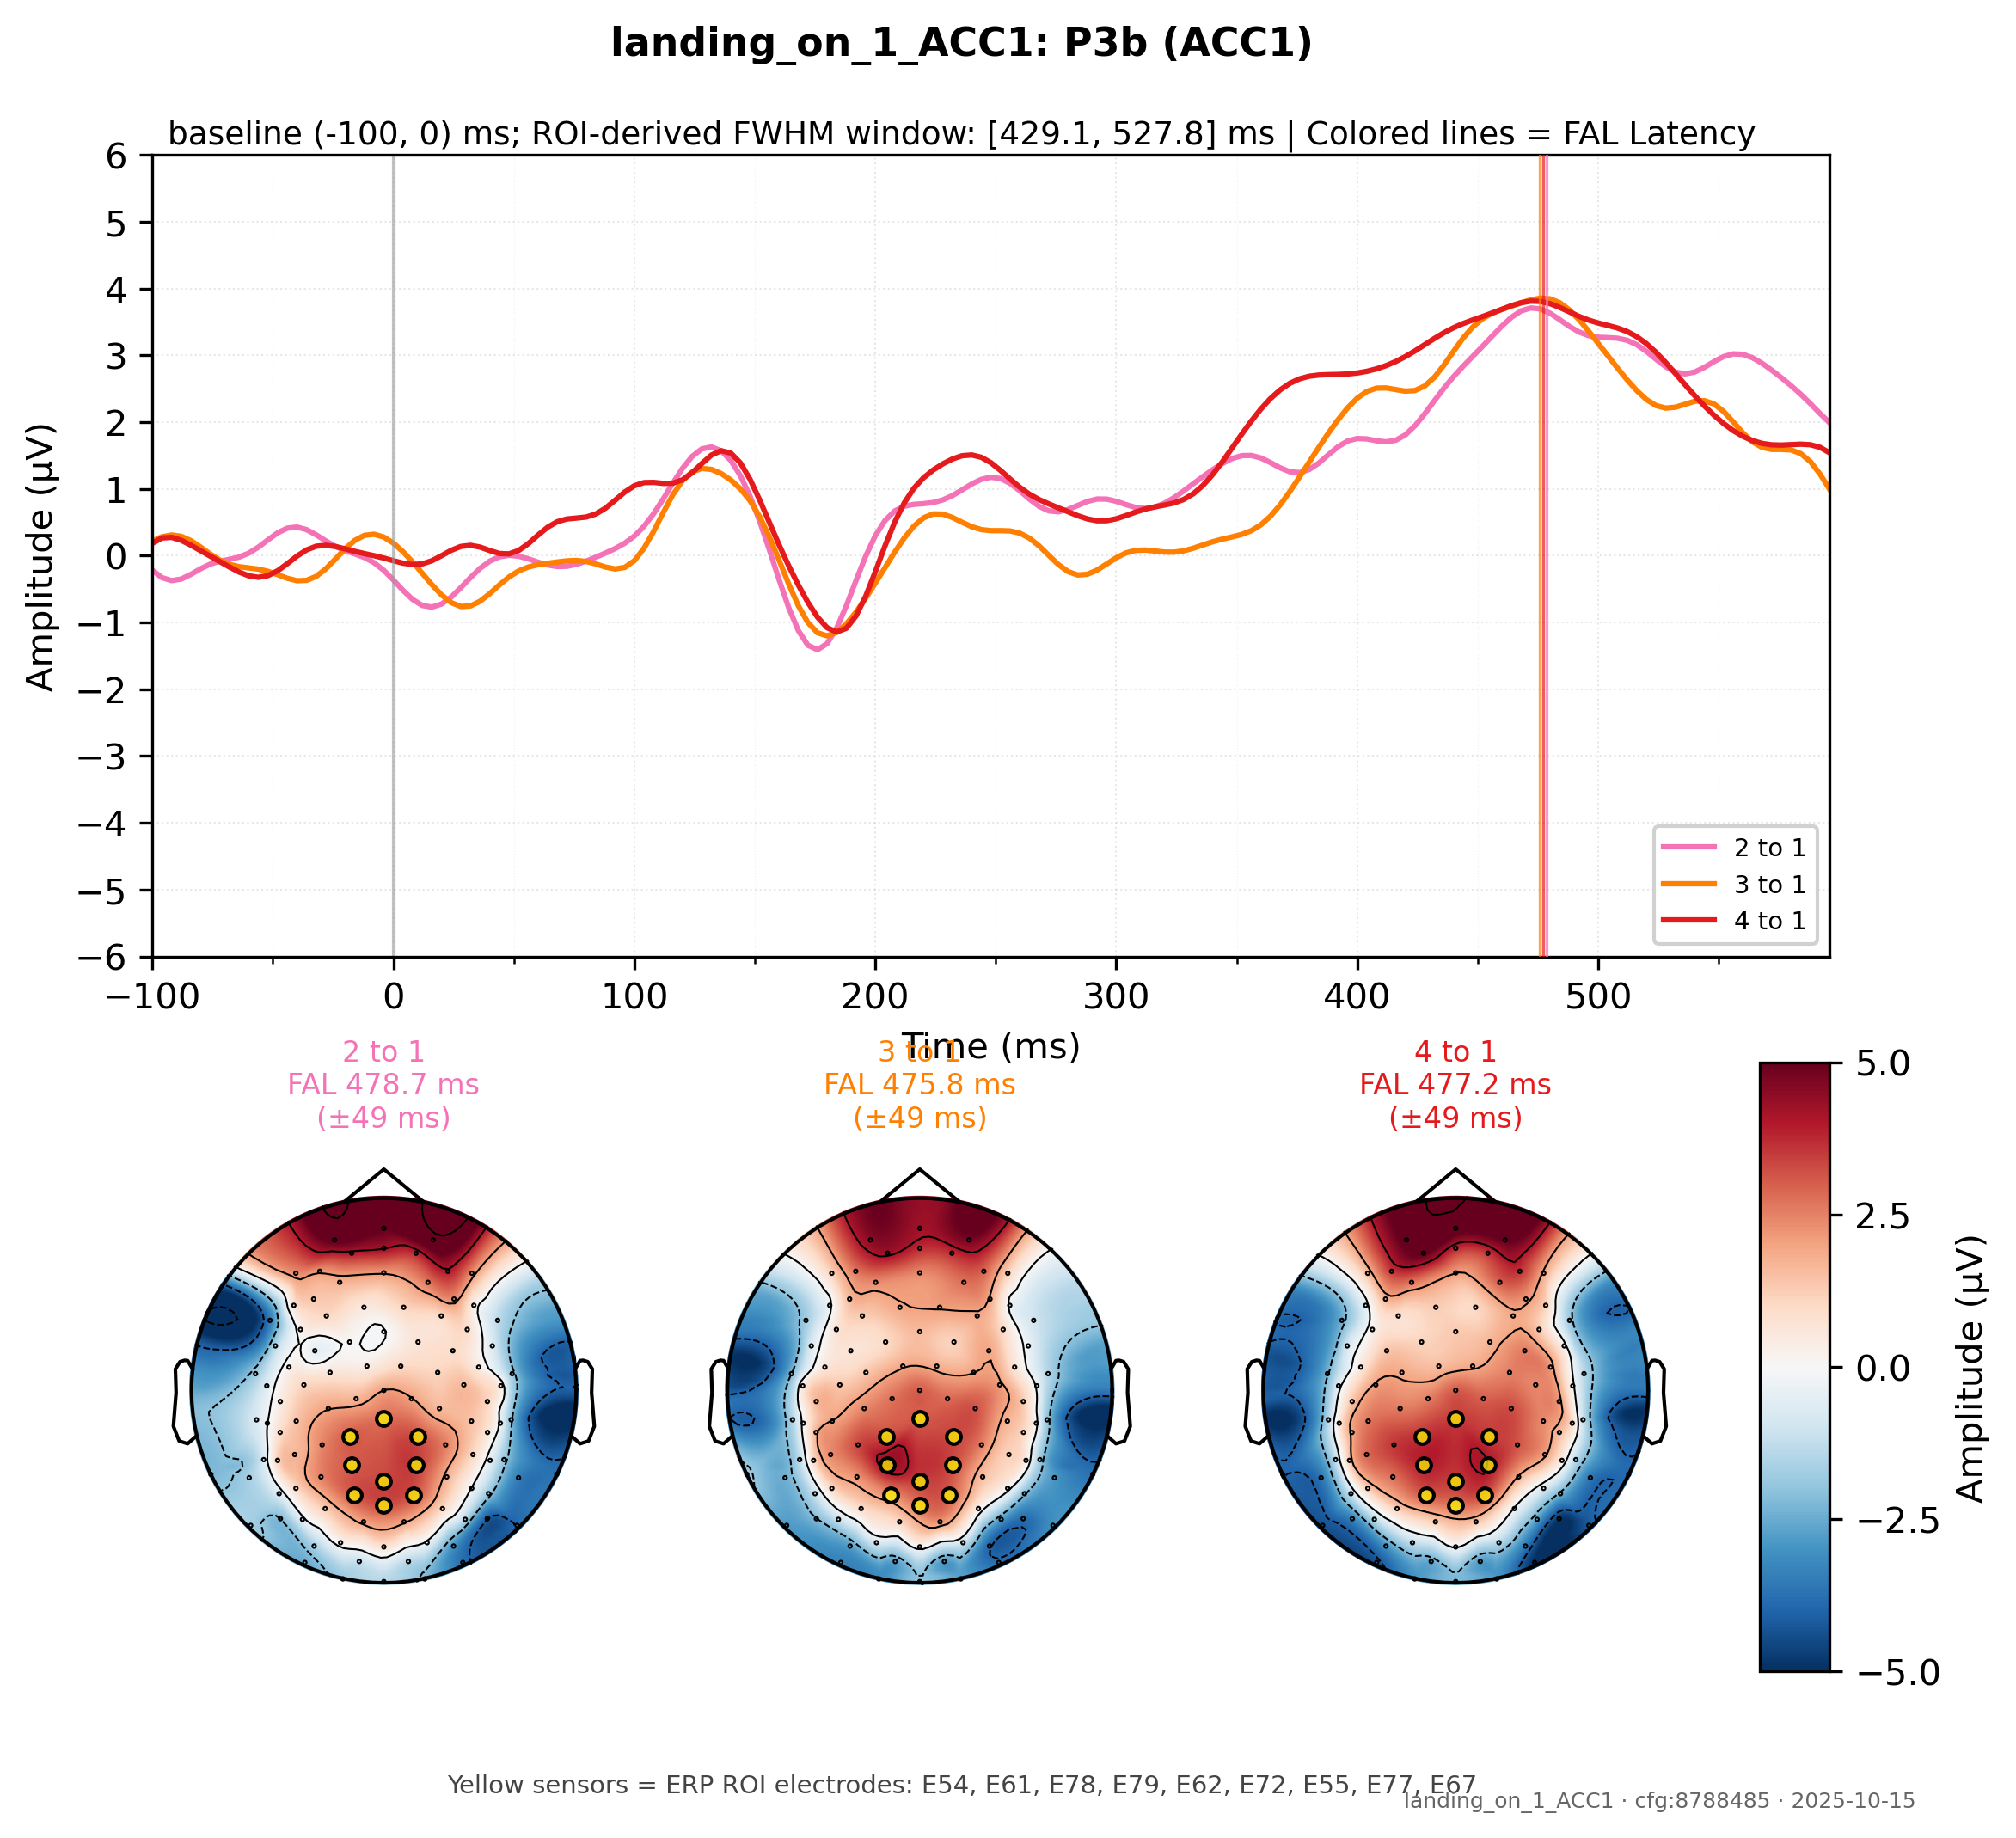 landing_on_1_ACC1: P3b (ACC1)
baseline (-100, 0) ms; ROI-derived FWHM window: [429.1, 527.8] ms | Colored lines = FAL Latency
6
5
4
3
2
1
0
−1
−2
−3
−4
−5
−6
Amplitude (µV)
2 to 1
3 to 1
4 to 1
−100 0 100 200 300 400 500
Time (ms)
2 to 1
FAL 478.7 ms
(±49 ms)
3 to 1
FAL 475.8 ms
(±49 ms)
4 to 1
FAL 477.2 ms
(±49 ms)
5.0
2.5
0.0
−2.5
−5.0
Amplitude (µV)
Yellow sensors = ERP ROI electrodes: E54, E61, E78, E79, E62, E72, E55, E77, E67
landing_on_1_ACC1 · cfg:8788485 · 2025-10-15